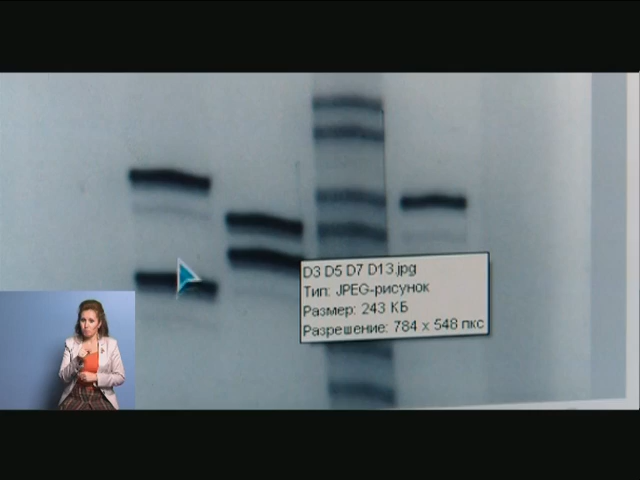 D3 D5 D7 D13.jpg
Тип: JPEG-рисунок
Размер: 243 КБ
Разрешение: 784 x 548 пкс